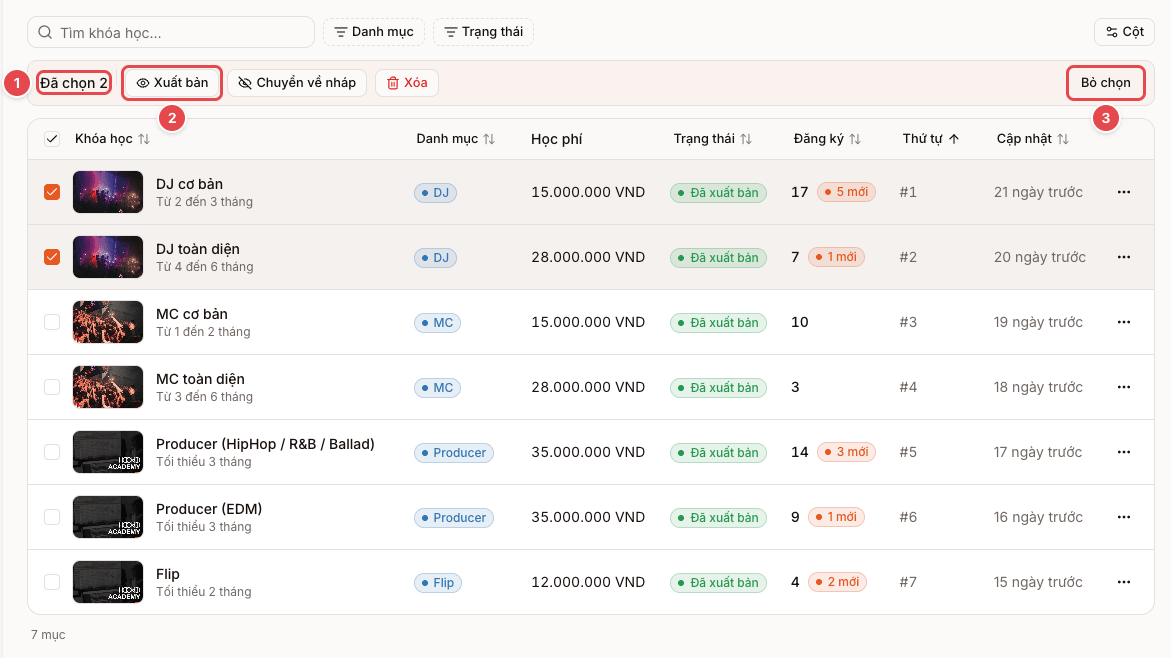 Tìm khóa học...
Danh mục
Trạng thái
Cột
1
Đã chọn 2
Xuất bản
Chuyển về nháp
Xóa
Bỏ chọn
2
3
Khóa học
Danh mục
Học phí
Trạng thái
Đăng ký
Thứ tự
Cập nhật
DJ cơ bản
Từ 2 đến 3 tháng
DJ
15.000.000 VND
Đã xuất bản
17
5 mới
#1
21 ngày trước
DJ toàn diện
Từ 4 đến 6 tháng
DJ
28.000.000 VND
Đã xuất bản
7
1 mới
#2
20 ngày trước
MC cơ bản
Từ 1 đến 2 tháng
MC
15.000.000 VND
Đã xuất bản
10
#3
19 ngày trước
MC toàn diện
Từ 3 đến 6 tháng
MC
28.000.000 VND
Đã xuất bản
3
#4
18 ngày trước
ACADEMY
Producer (HipHop / R&B / Ballad)
Tối thiểu 3 tháng
Producer
35.000.000 VND
Đã xuất bản
14
3 mới
#5
17 ngày trước
ACADEMY
Producer (EDM)
Tối thiểu 3 tháng
Producer
35.000.000 VND
Đã xuất bản
9
1 mới
#6
16 ngày trước
ACADEMY
Flip
Tối thiểu 2 tháng
Flip
12.000.000 VND
Đã xuất bản
4
2 mới
#7
15 ngày trước
7 mục